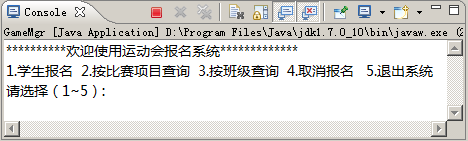 Console
GameMgr [Java Application] D:\Program Files\Java\jdk1.7.0_10\bin\javaw.exe (2
**********欢迎使用运动会报名系统*************
1.学生报名  2.按比赛项目查询  3.按班级查询  4.取消报名   5.退出系统
请选择（1~5）: